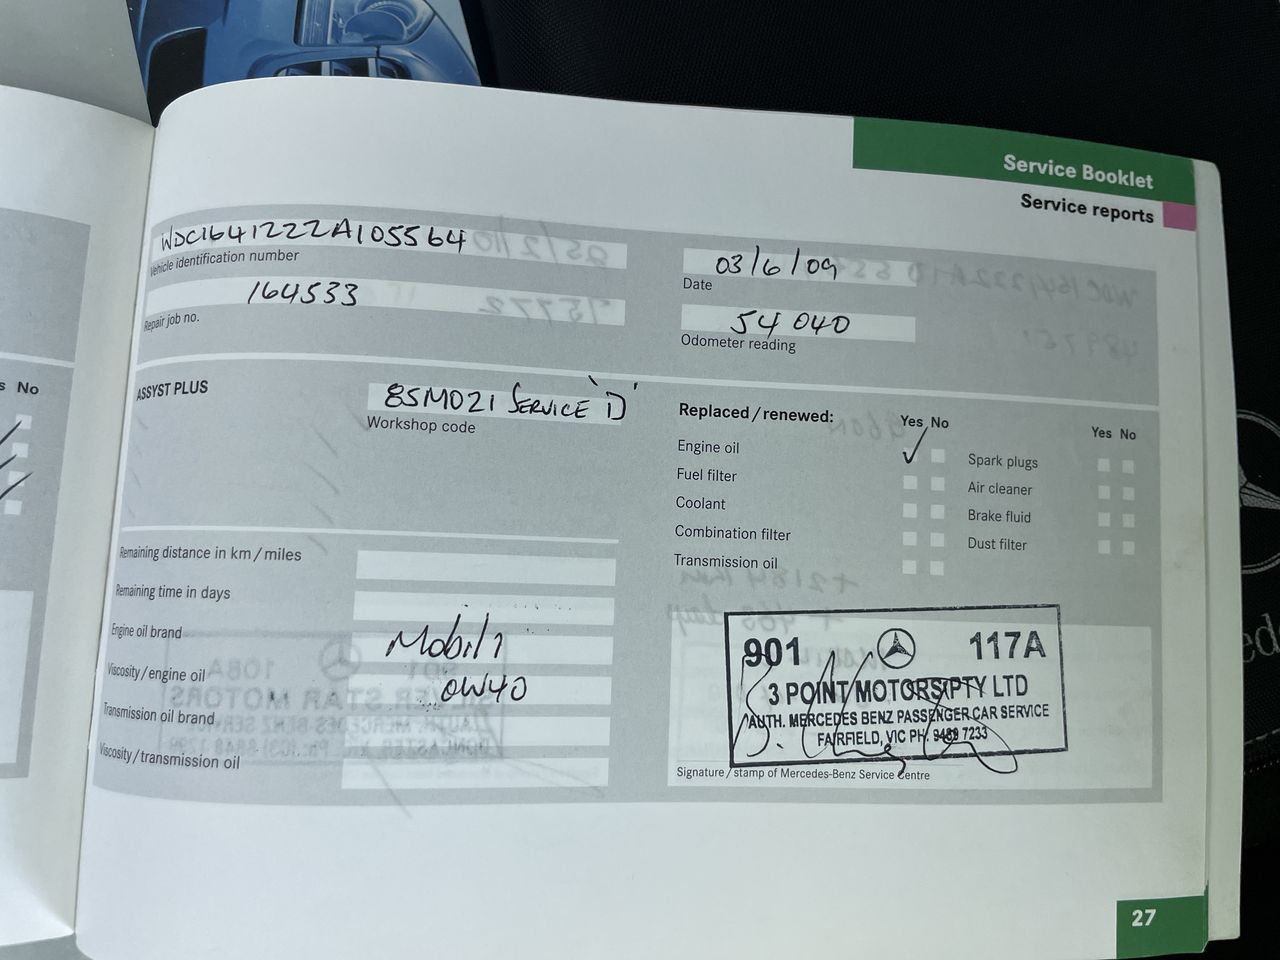 Service Booklet
Service reports
WDC1641222A105564
Vehicle identification number
03/6/09
Date
164533
Repair job no.
54 040
Odometer reading
s No
ASSYST PLUS
85M021 SERVICE 'D'
Workshop code
Replaced/renewed:
Yes No
Yes No
Engine oil
Spark plugs
Fuel filter
Air cleaner
Coolant
Brake fluid
Combination filter
Dust filter
Transmission oil
Remaining distance in km/miles
Remaining time in days
Engine oil brand
Mobil 1
Viscosity/engine oil
0W40
Transmission oil brand
Viscosity/transmission oil
901 117A
3 POINT MOTORS PTY LTD
AUTH. MERCEDES BENZ PASSENGER CAR SERVICE
FAIRFIELD, VIC PH. 9489 7233
Signature/stamp of Mercedes-Benz Service Centre
27